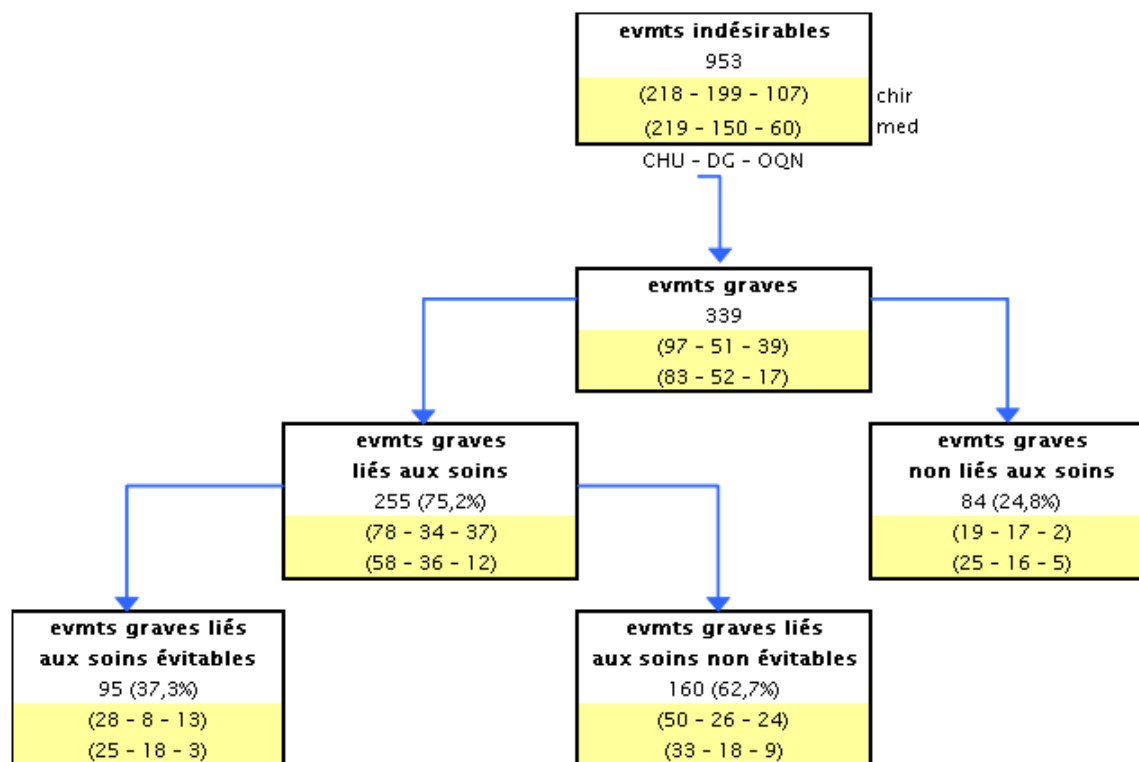 evmts indésirables
953
(218 – 199 – 107) chir
(219 – 150 – 60) med
CHU – DG – OQN
evmts graves
339
(97 – 51 – 39)
(83 – 52 – 17)
evmts graves
liés aux soins
255 (75,2%)
(78 – 34 – 37)
(58 – 36 – 12)
evmts graves
non liés aux soins
84 (24,8%)
(19 – 17 – 2)
(25 – 16 – 5)
evmts graves liés
aux soins évitables
95 (37,3%)
(28 – 8 – 13)
(25 – 18 – 3)
evmts graves liés
aux soins non évitables
160 (62,7%)
(50 – 26 – 24)
(33 – 18 – 9)